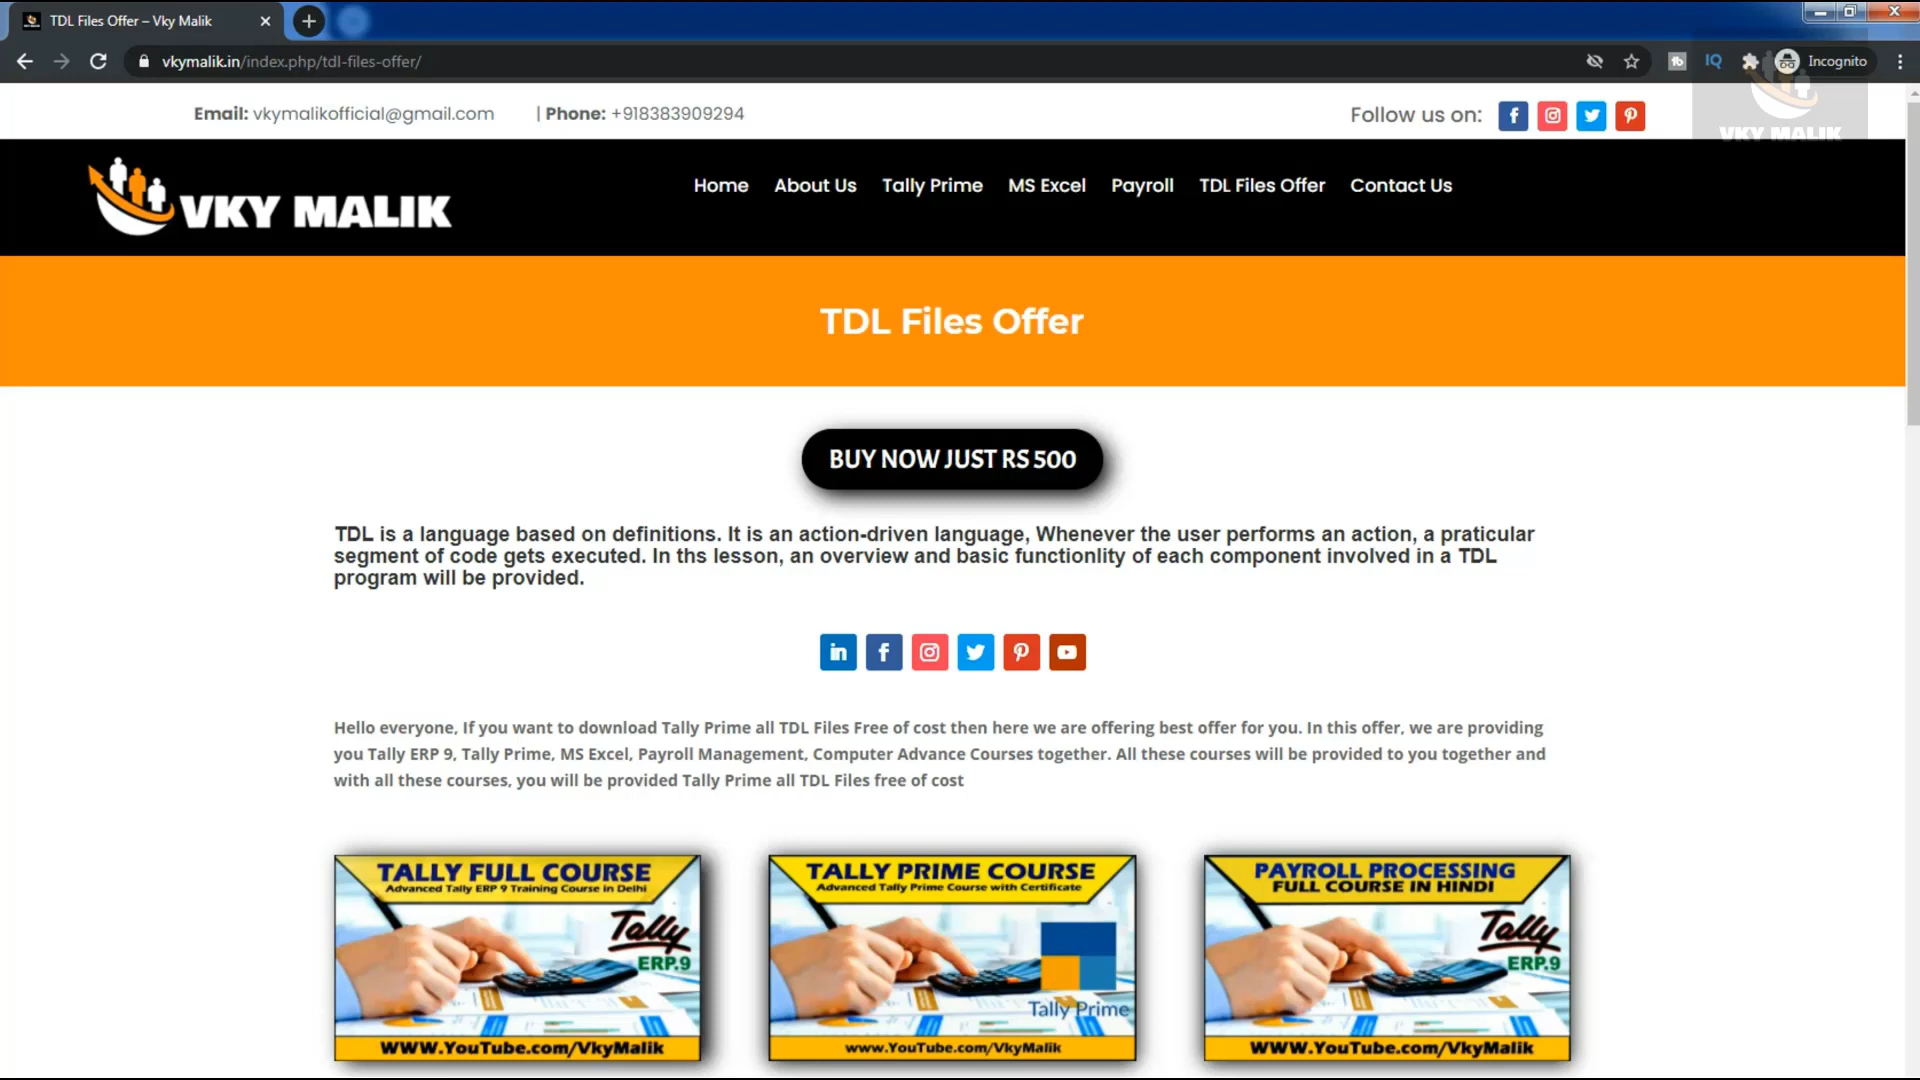 TDL Files Offer – Vky Malik
vkymalik.in/index.php/tdl-files-offer/
IQ
Incognito
Email: vkymalikofficial@gmail.com | Phone: +918383909294
Follow us on:
VKY MALIK
VKY MALIK
Home About Us Tally Prime MS Excel Payroll TDL Files Offer Contact Us
TDL Files Offer
BUY NOW JUST RS 500
TDL is a language based on definitions. It is an action-driven language, Whenever the user performs an action, a praticular
segment of code gets executed. In ths lesson, an overview and basic functionlity of each component involved in a TDL
program will be provided.
Hello everyone, If you want to download Tally Prime all TDL Files Free of cost then here we are offering best offer for you. In this offer, we are providing
you Tally ERP 9, Tally Prime, MS Excel, Payroll Management, Computer Advance Courses together. All these courses will be provided to you together and
with all these courses, you will be provided Tally Prime all TDL Files free of cost
TALLY FULL COURSE
Advanced Tally ERP 9 Training Course in Delhi
Tally
ERP.9
WWW.YouTube.com/VkyMalik
TALLY PRIME COURSE
Advanced Tally Prime Course with Certificate
Tally Prime
www.YouTube.com/VkyMalik
PAYROLL PROCESSING
FULL COURSE IN HINDI
Tally
ERP.9
WWW.YouTube.com/VkyMalik